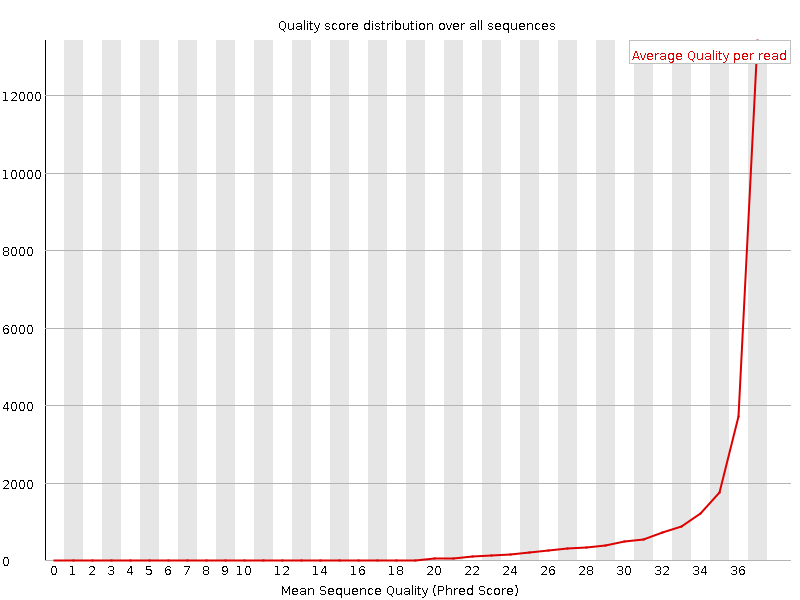 Quality score distribution over all sequences
Average Quality per read
12000
10000
8000
6000
4000
2000
0
0 1 2 3 4 5 6 7 8 9 10 12 14 16 18 20 22 24 26 28 30 32 34 36
Mean Sequence Quality (Phred Score)